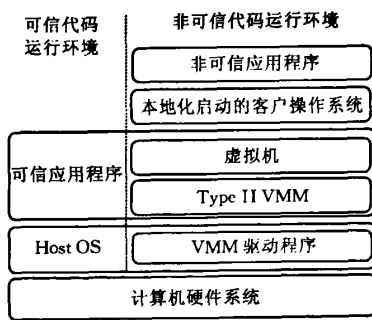 可信代码
运行环境
非可信代码运行环境
非可信应用程序
本地化启动的客户操作系统
可信应用程序
虚拟机
Type II VMM
Host OS
VMM 驱动程序
计算机硬件系统